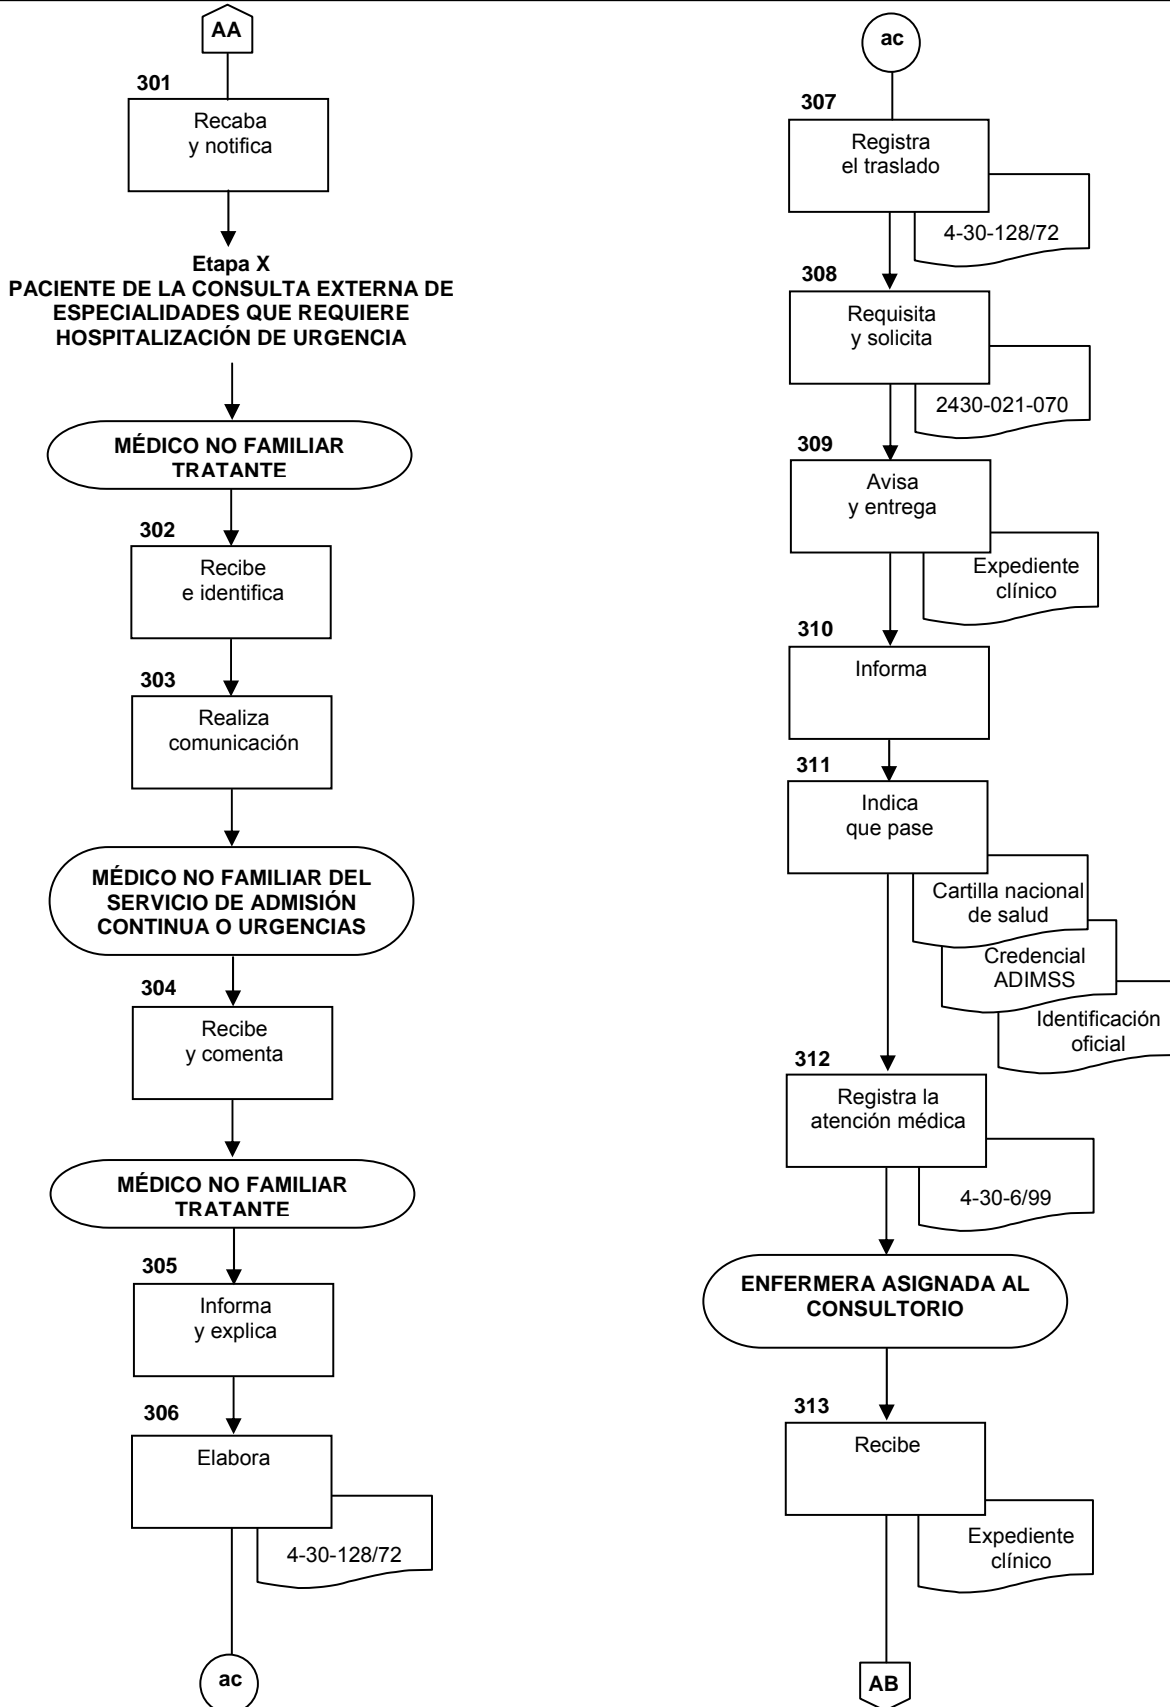 AA
301
Recaba
y notifica
Etapa X
PACIENTE DE LA CONSULTA EXTERNA DE
ESPECIALIDADES QUE REQUIERE
HOSPITALIZACIÓN DE URGENCIA
MÉDICO NO FAMILIAR
TRATANTE
302
Recibe
e identifica
303
Realiza
comunicación
MÉDICO NO FAMILIAR DEL
SERVICIO DE ADMISIÓN
CONTINUA O URGENCIAS
304
Recibe
y comenta
MÉDICO NO FAMILIAR
TRATANTE
305
Informa
y explica
306
Elabora
4-30-128/72
ac
ac
307
Registra
el traslado
4-30-128/72
308
Requisita
y solicita
2430-021-070
309
Avisa
y entrega
Expediente
clínico
310
Informa
311
Indica
que pase
Cartilla nacional
de salud
Credencial
ADIMSS
Identificación
oficial
312
Registra la
atención médica
4-30-6/99
ENFERMERA ASIGNADA AL
CONSULTORIO
313
Recibe
Expediente
clínico
AB